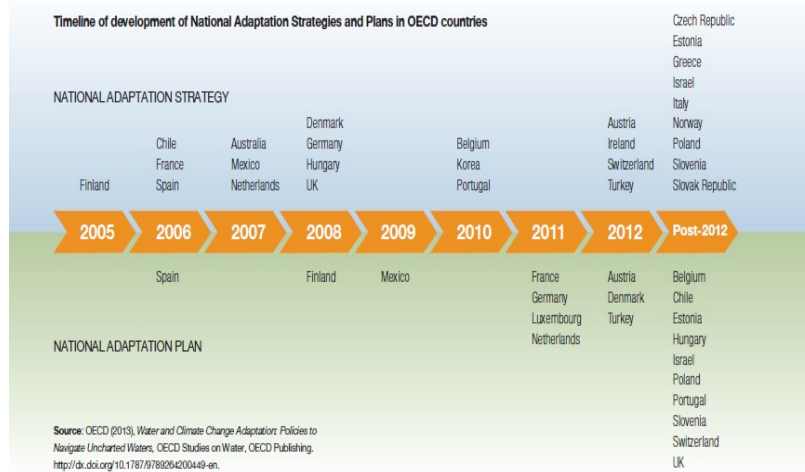 Timeline of development of National Adaptation Strategies and Plans in OECD countries
NATIONAL ADAPTATION STRATEGY
Finland
Chile
France
Spain
Australia
Mexico
Netherlands
Denmark
Germany
Hungary
UK
Belgium
Korea
Portugal
Austria
Ireland
Switzerland
Turkey
Czech Republic
Estonia
Greece
Israel
Italy
Norway
Poland
Slovenia
Slovak Republic
2005
2006
2007
2008
2009
2010
2011
2012
Post-2012
Spain
Finland
Mexico
France
Germany
Luxembourg
Netherlands
Austria
Denmark
Turkey
Belgium
Chile
Estonia
Hungary
Israel
Poland
Portugal
Slovenia
Switzerland
UK
NATIONAL ADAPTATION PLAN
Source: OECD (2013), Water and Climate Change Adaptation: Policies to
Navigate Uncharted Waters, OECD Studies on Water, OECD Publishing.
http://dx.doi.org/10.1787/9789264200449-en.